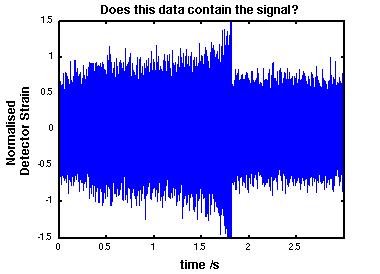 Does this data contain the signal?
1.5
1
0.5
0
-0.5
-1
-1.5
Normalised
Detector Strain
0 0.5 1 1.5 2 2.5
time /s